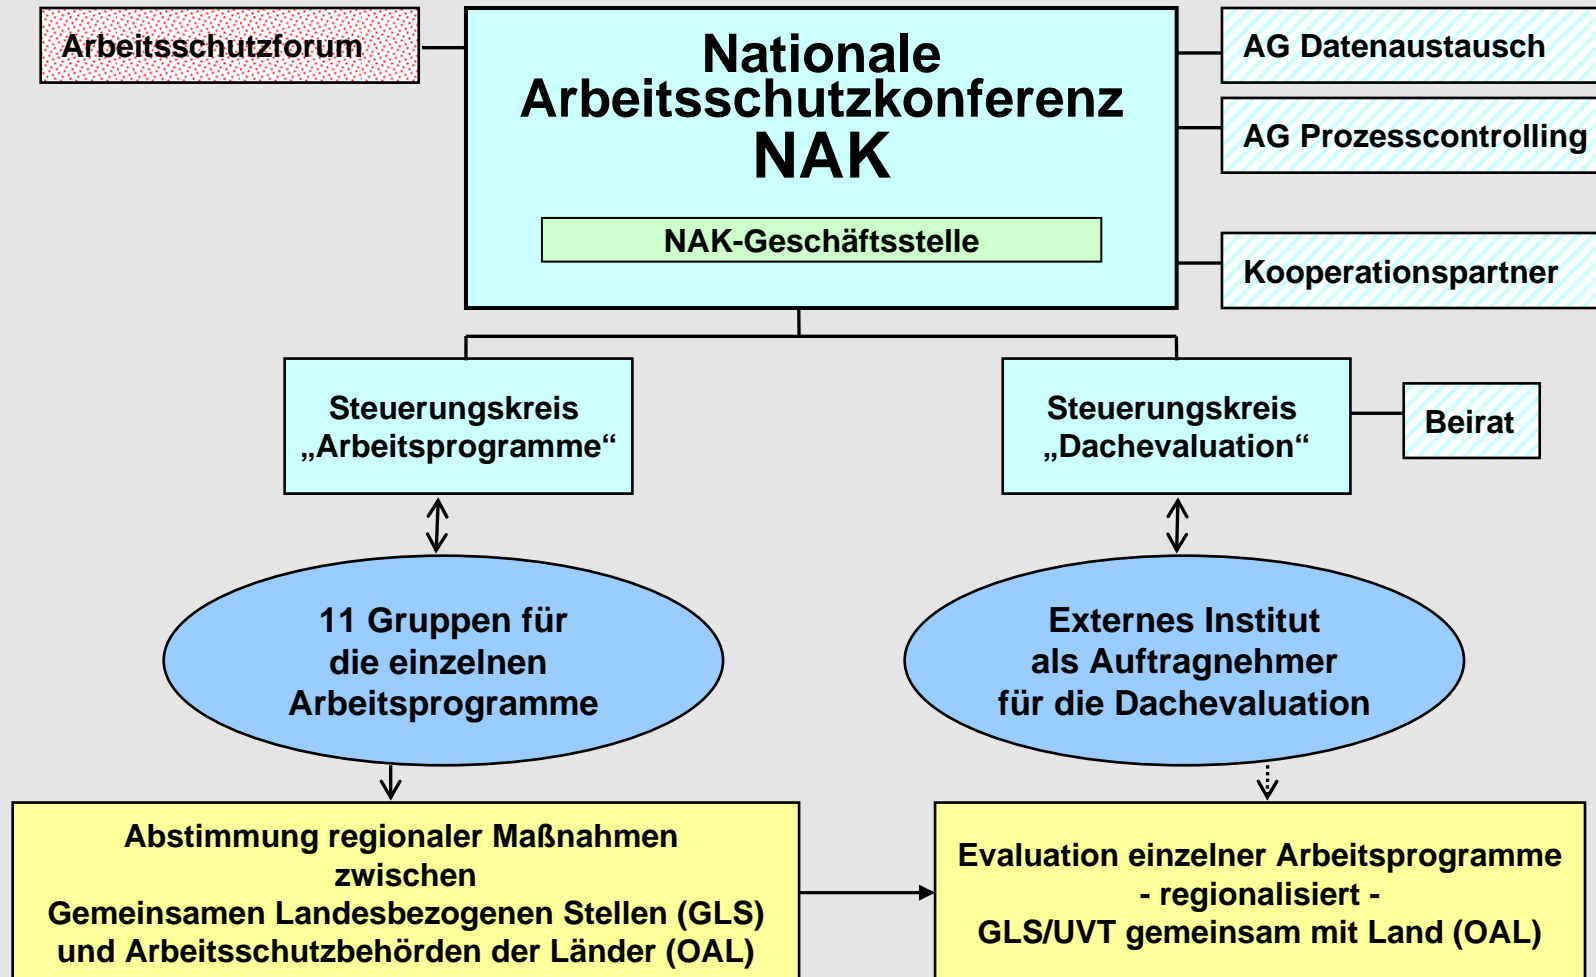 Arbeitsschutzforum
Nationale
Arbeitsschutzkonferenz
NAK
NAK-Geschäftsstelle
AG Datenaustausch
AG Prozesscontrolling
Kooperationspartner
Steuerungskreis
„Arbeitsprogramme“
Steuerungskreis
„Dachevaluation“
Beirat
11 Gruppen für
die einzelnen
Arbeitsprogramme
Externes Institut
als Auftragnehmer
für die Dachevaluation
Abstimmung regionaler Maßnahmen
zwischen
Gemeinsamen Landesbezogenen Stellen (GLS)
und Arbeitsschutzbehörden der Länder (OAL)
Evaluation einzelner Arbeitsprogramme
- regionalisiert -
GLS/UVT gemeinsam mit Land (OAL)